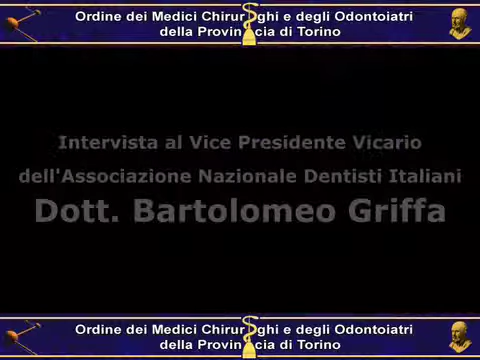 Ordine dei Medici Chirurghi e degli Odontoiatri
della Provincia di Torino
Intervista al Vice Presidente Vicario
dell'Associazione Nazionale Dentisti Italiani
Dott. Bartolomeo Griffa
Ordine dei Medici Chirurghi e degli Odontoiatri
della Provincia di Torino